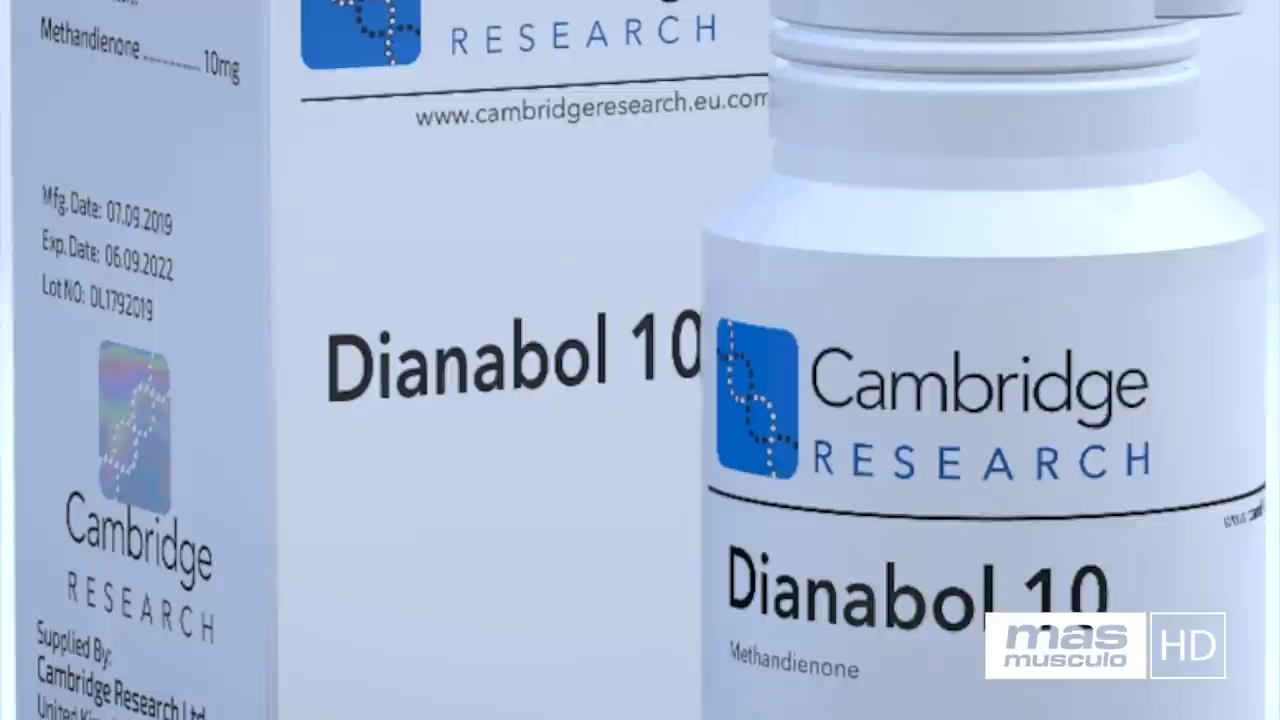 Methandienone ............ 10mg
Mfg. Date: 07.09.2019
Exp. Date: 06.09.2022
Lot NO: DL1792019
Cambridge
RESEARCH
Supplied By:
Cambridge Research Ltd.
RESEARCH
www.cambridgeresearch.eu.com
Dianabol 10
Cambridge
RESEARCH
Dianabol 10
Methandienone
mas
musculo
HD